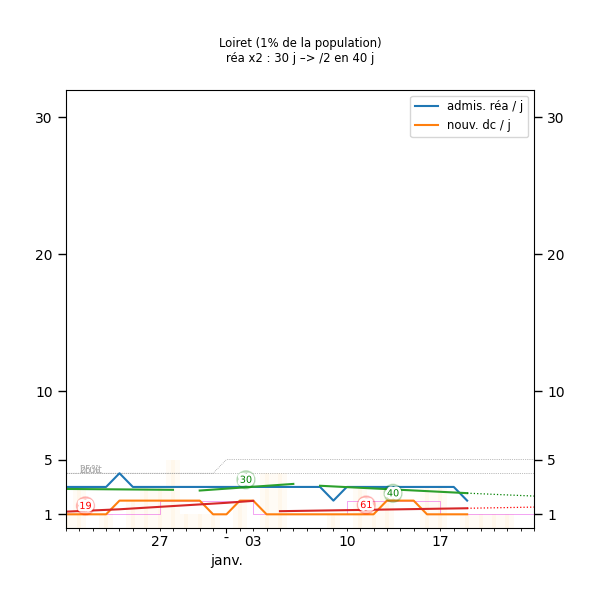 Loiret (1% de la population)
réa x2 : 30 j –> /2 en 40 j
admis. réa / j
nouv. dc / j
30 30
20 20
10 10
5 5
25%
30
40
19
61
1 1
27 - 03 10 17
janv.